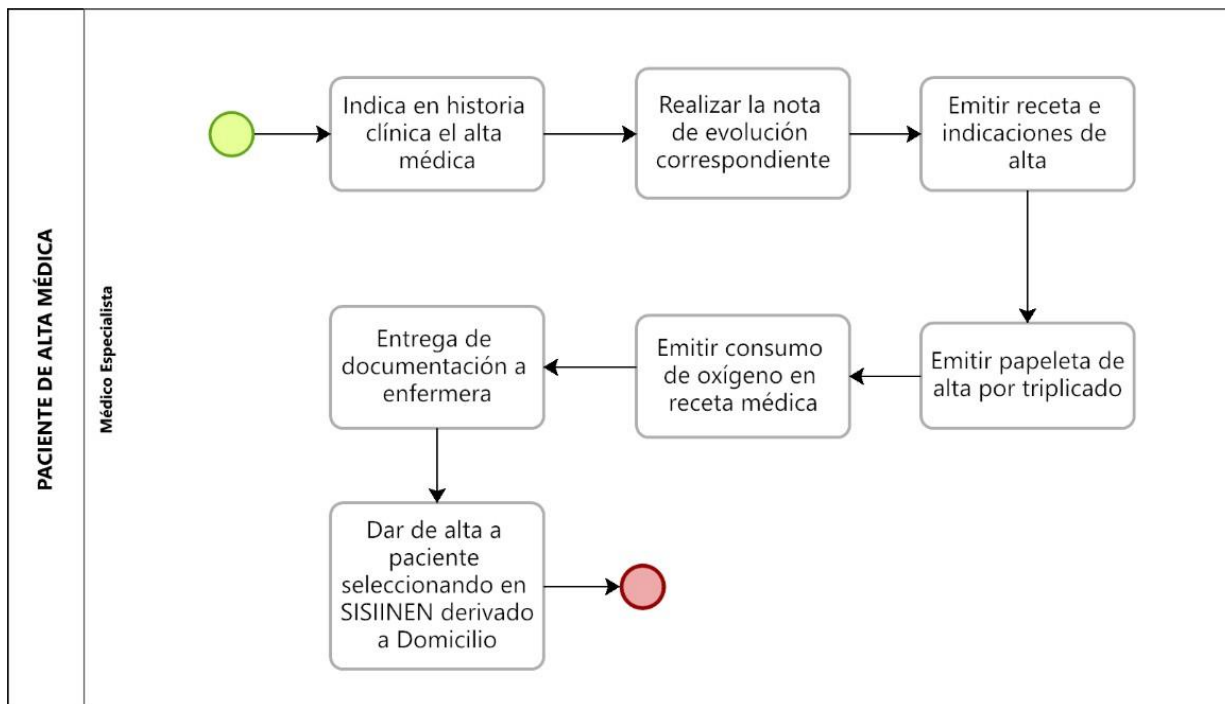 PACIENTE DE ALTA MÉDICA
Médico Especialista
Indica en historia
clínica el alta
médica
Realizar la nota
de evolución
correspondiente
Emitir receta e
indicaciones de
alta
Emitir papeleta de
alta por triplicado
Emitir consumo
de oxígeno en
receta médica
Entrega de
documentación a
enfermera
Dar de alta a
paciente
seleccionando en
SISIINEN derivado
a Domicilio